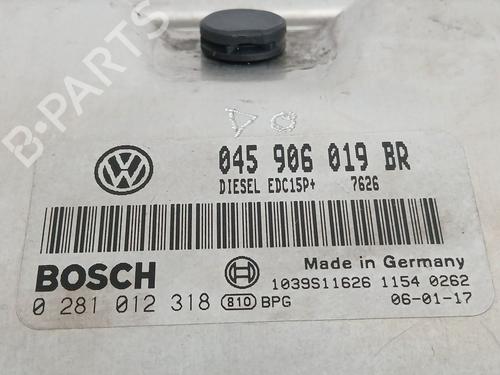 045 906 019 BR
DIESEL EDC15P+ 7626
BOSCH
Made in Germany
1039S11626 1154 0262
0 281 012 318 810 BPG 06-01-17
B-PARTS